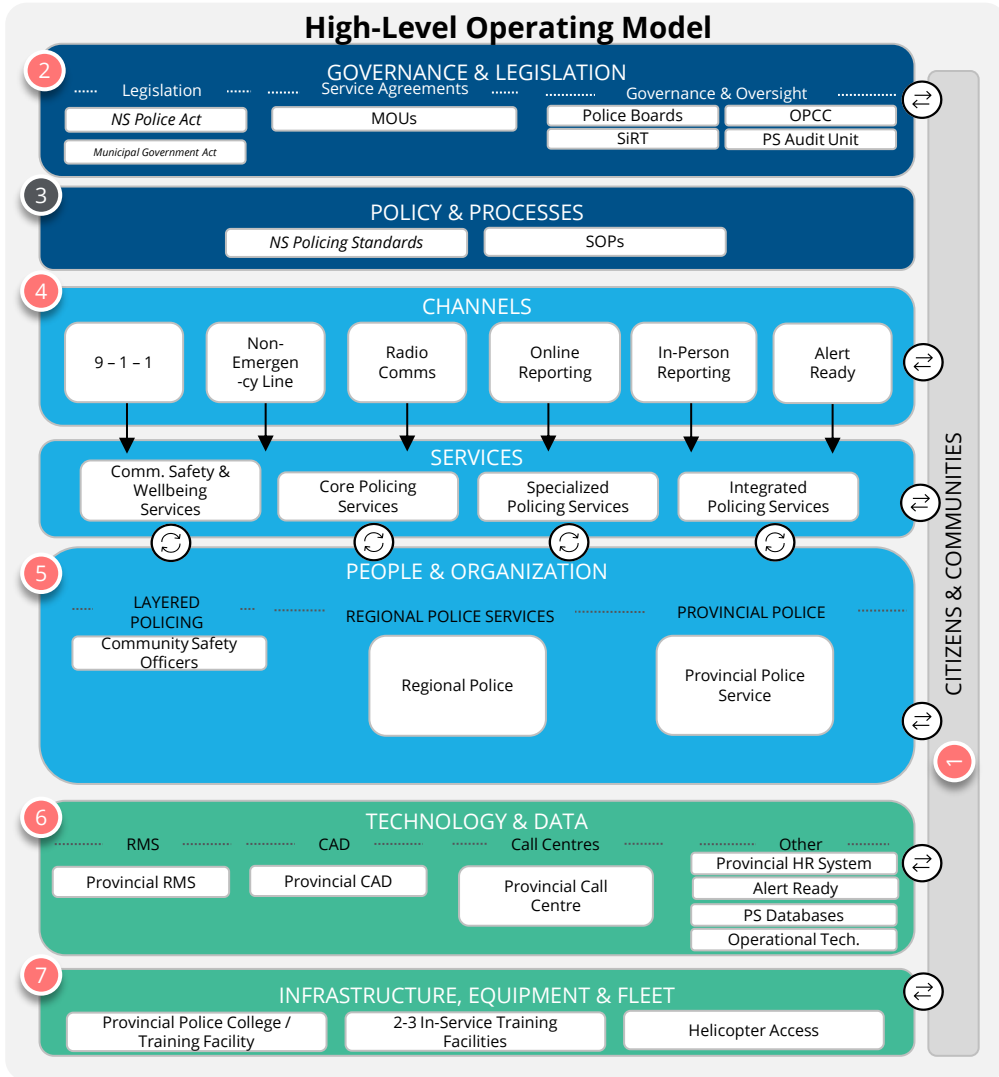 High-Level Operating Model
2
GOVERNANCE & LEGISLATION
Legislation
Service Agreements
Governance & Oversight
NS Police Act
MOUs
Police Boards
OPCC
Municipal Government Act
SiRT
PS Audit Unit
3
POLICY & PROCESSES
NS Policing Standards
SOPs
4
CHANNELS
9 – 1 – 1
Non-
Emergen
-cy Line
Radio
Comms
Online
Reporting
In-Person
Reporting
Alert
Ready
SERVICES
Comm. Safety &
Wellbeing
Services
Core Policing
Services
Specialized
Policing Services
Integrated
Policing Services
5
PEOPLE & ORGANIZATION
LAYERED
POLICING
Community Safety
Officers
REGIONAL POLICE SERVICES
Regional Police
PROVINCIAL POLICE
Provincial Police
Service
6
TECHNOLOGY & DATA
RMS
Provincial RMS
CAD
Provincial CAD
Call Centres
Provincial Call
Centre
Other
Provincial HR System
Alert Ready
PS Databases
Operational Tech.
7
INFRASTRUCTURE, EQUIPMENT & FLEET
Provincial Police College /
Training Facility
2-3 In-Service Training
Facilities
Helicopter Access
CITIZENS & COMMUNITIES
1